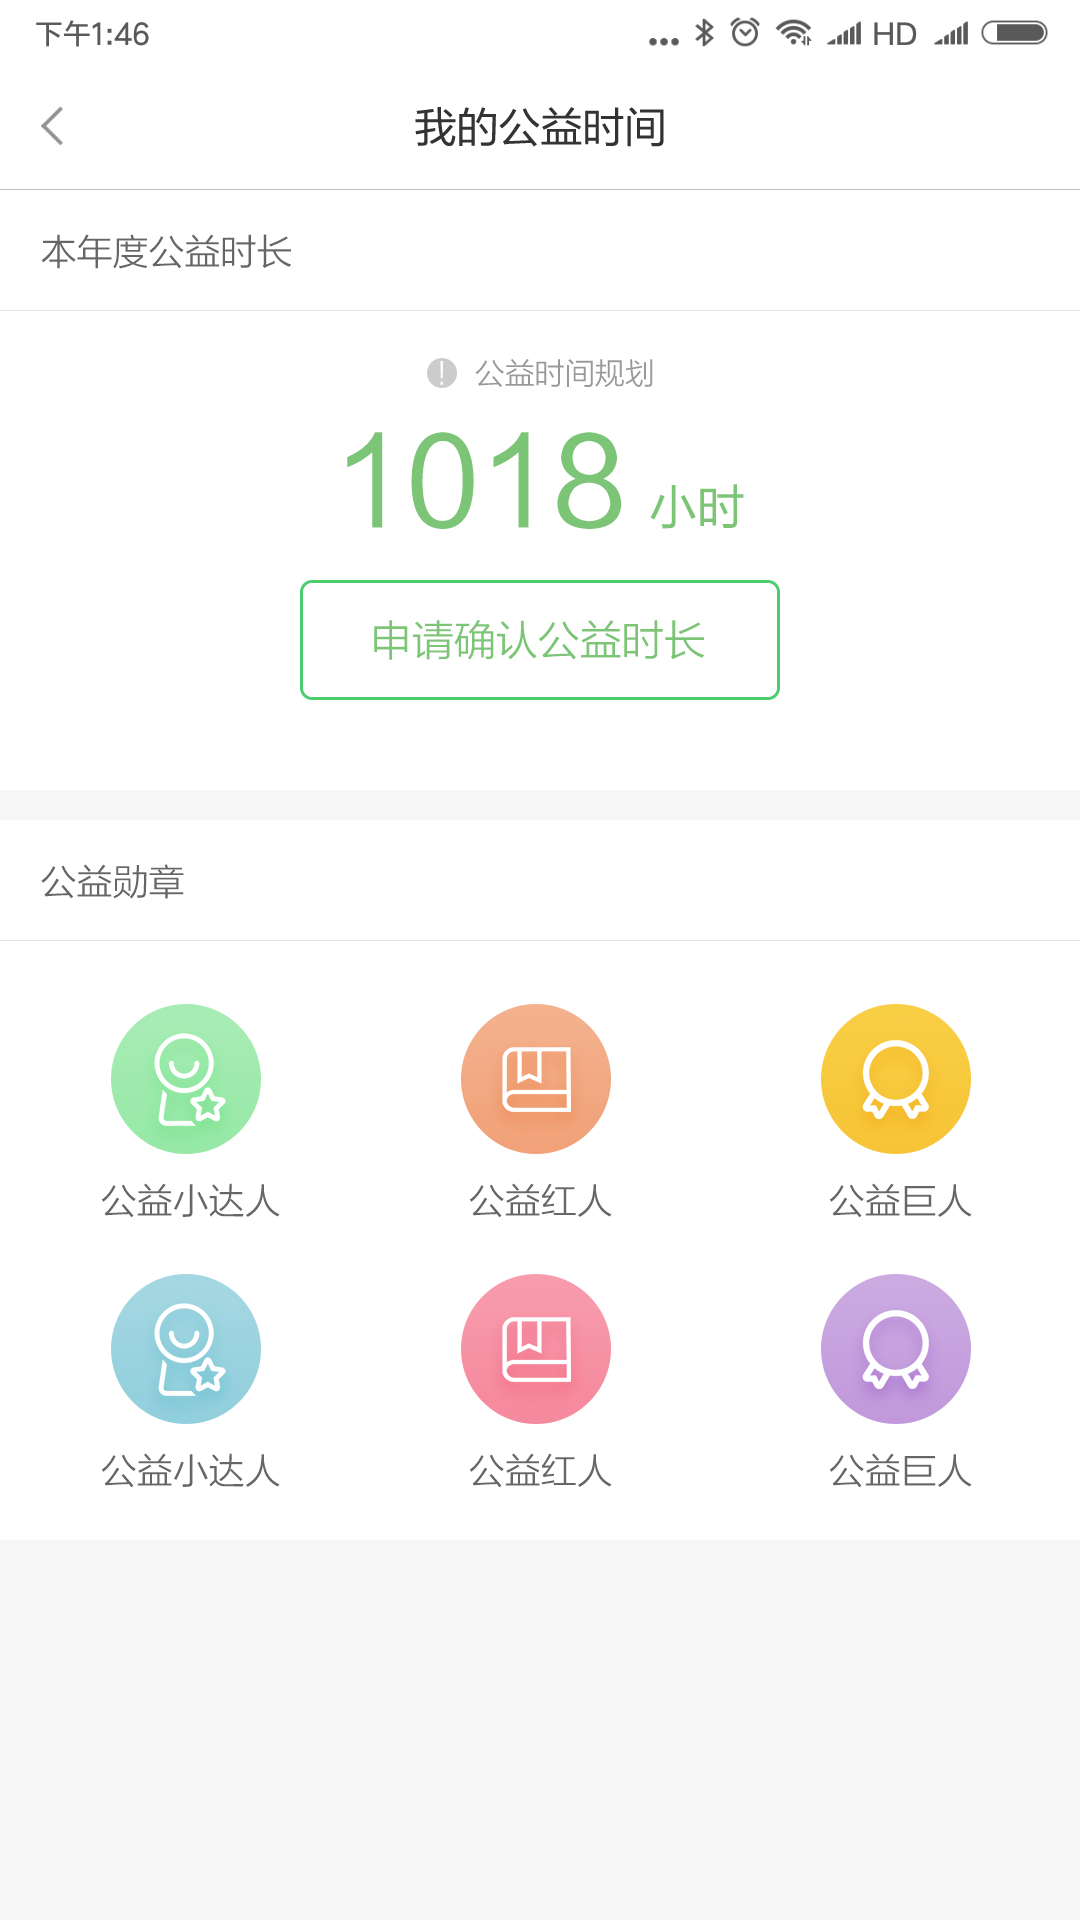 下午1:46 HD
我的公益时间
本年度公益时长
公益时间规划
1018 小时
申请确认公益时长
公益勋章
公益小达人 公益红人 公益巨人
公益小达人 公益红人 公益巨人